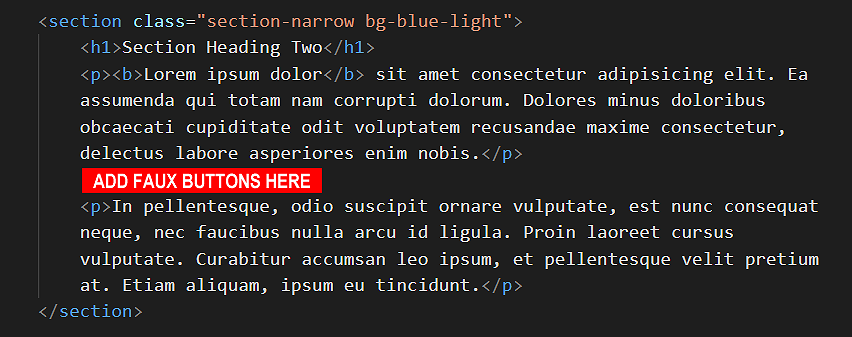 <section class="section-narrow bg-blue-light">
<h1>Section Heading Two</h1>
<p><b>Lorem ipsum dolor</b> sit amet consectetur adipisicing elit. Ea
assumenda qui totam nam corrupti dolorum. Dolores minus doloribus
obcaecati cupiditate odit voluptatem recusandae maxime consectetur,
delectus labore asperiores enim nobis.</p>
ADD FAUX BUTTONS HERE
<p>In pellentesque, odio suscipit ornare vulputate, est nunc consequat
neque, nec faucibus nulla arcu id ligula. Proin laoreet cursus
vulputate. Curabitur accumsan leo ipsum, et pellentesque velit pretium
at. Etiam aliquam, ipsum eu tincidunt.</p>
</section>